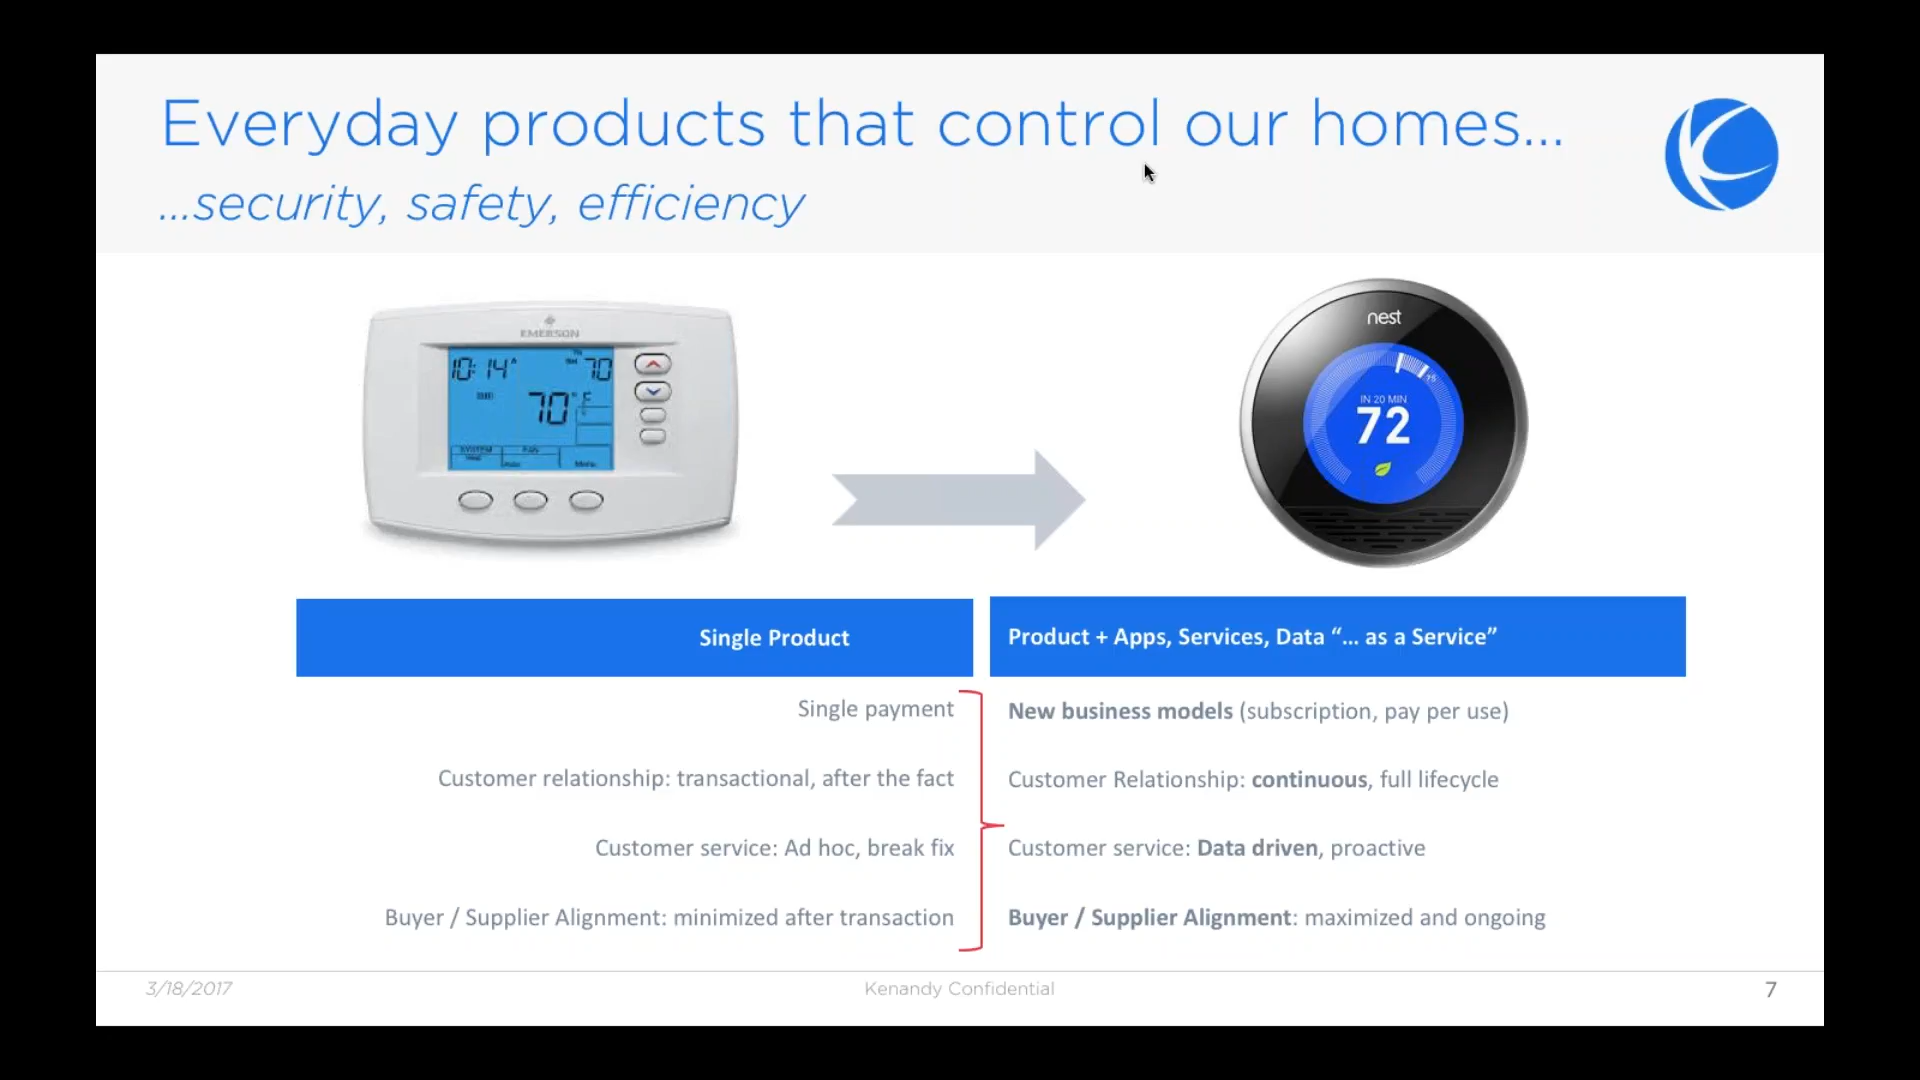 Everyday products that control our homes...
...security, safety, efficiency
EMERSON
10:14 A
70
70° F
SYSTEM
FAN
Menu
nest
IN 20 MIN
72
75
Single Product
Product + Apps, Services, Data “... as a Service”
Single payment
New business models (subscription, pay per use)
Customer relationship: transactional, after the fact
Customer Relationship: continuous, full lifecycle
Customer service: Ad hoc, break fix
Customer service: Data driven, proactive
Buyer / Supplier Alignment: minimized after transaction
Buyer / Supplier Alignment: maximized and ongoing
3/18/2017
Kenandy Confidential
7